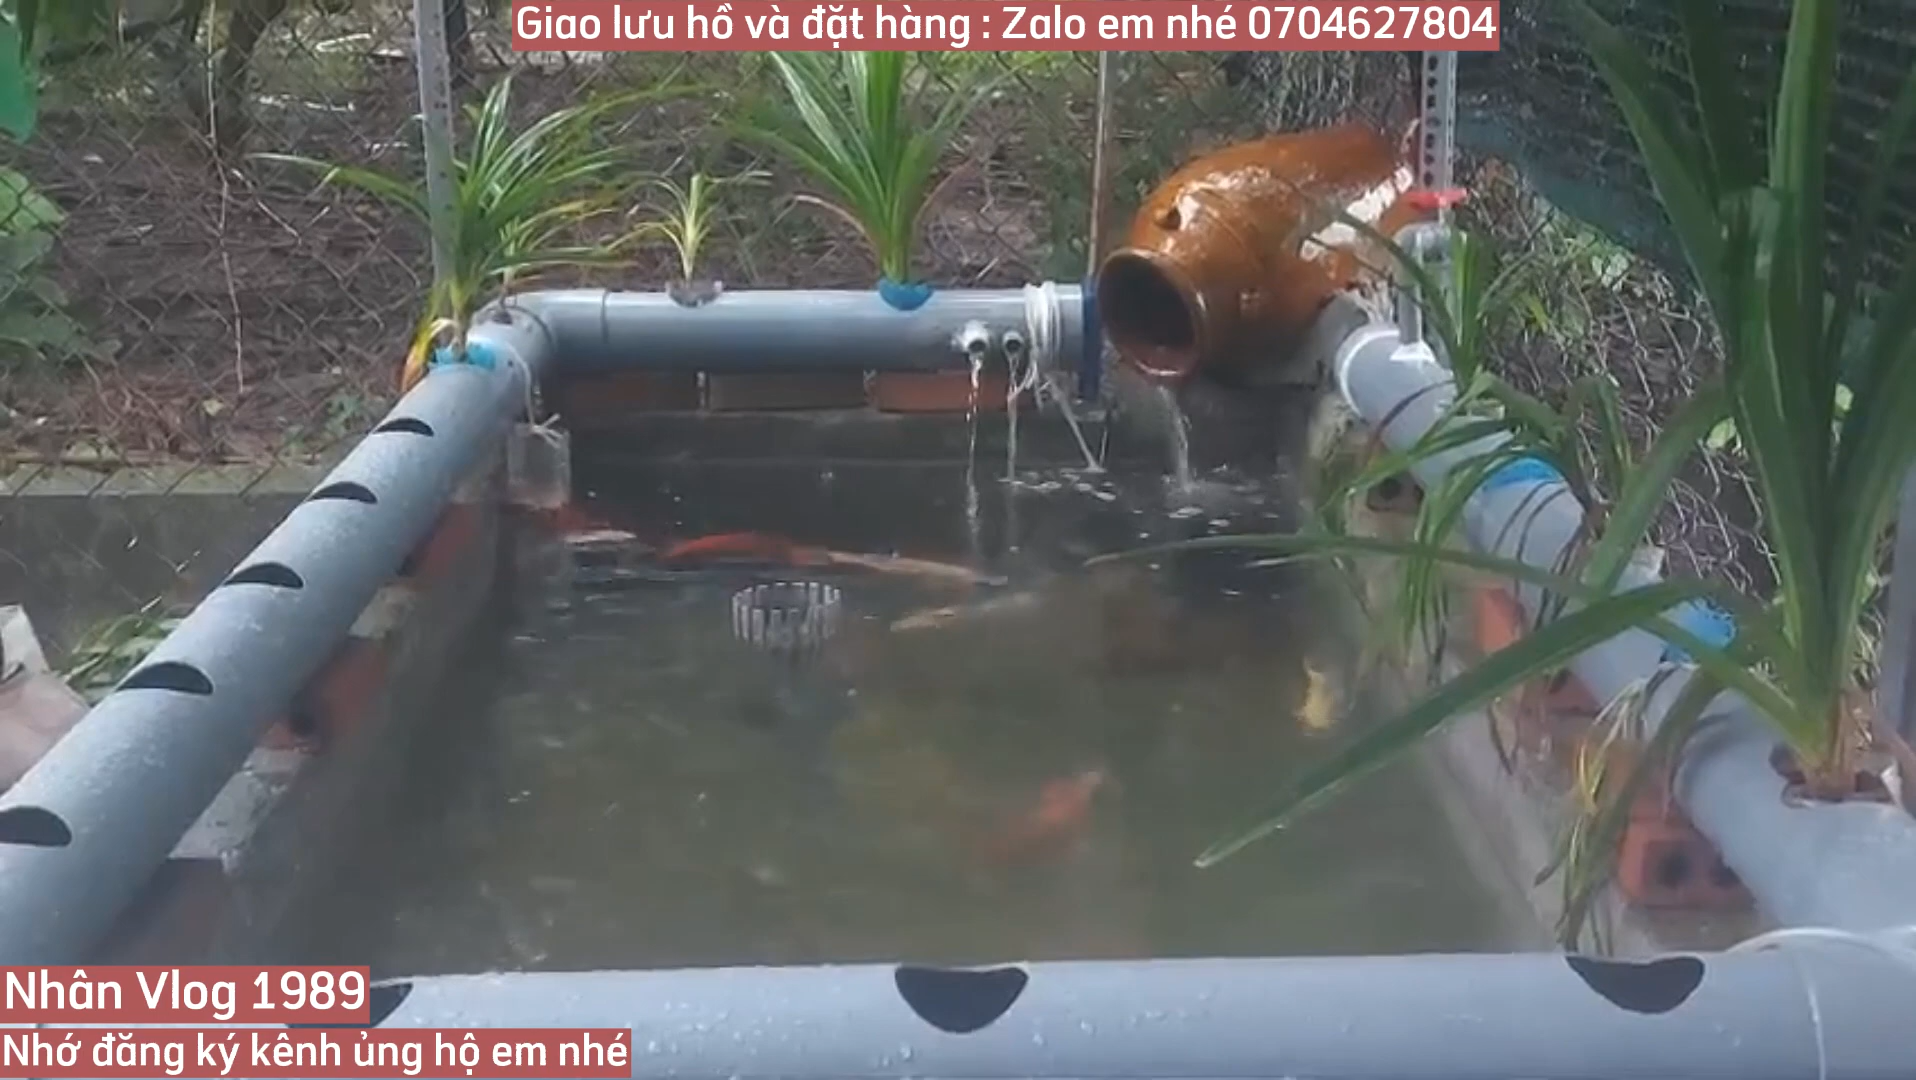 Giao lưu hồ và đặt hàng : Zalo em nhé 0704627804
Nhân Vlog 1989
Nhớ đăng ký kênh ủng hộ em nhé